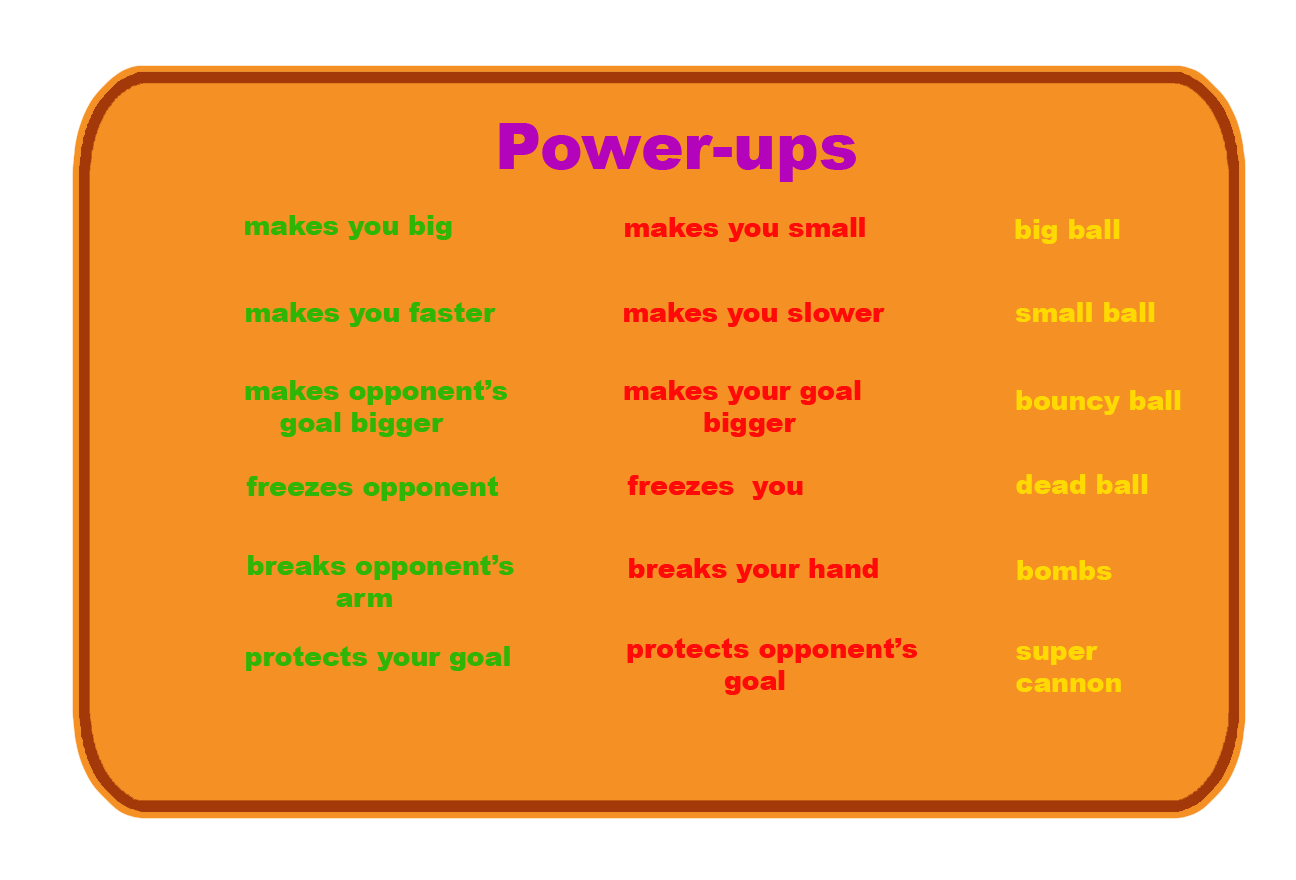 Power-ups
makes you big
makes you small
big ball
makes you faster
makes you slower
small ball
makes opponent’s
goal bigger
makes your goal
bigger
bouncy ball
freezes opponent
freezes  you
dead ball
breaks opponent’s
arm
breaks your hand
bombs
protects your goal
protects opponent’s
goal
super
cannon